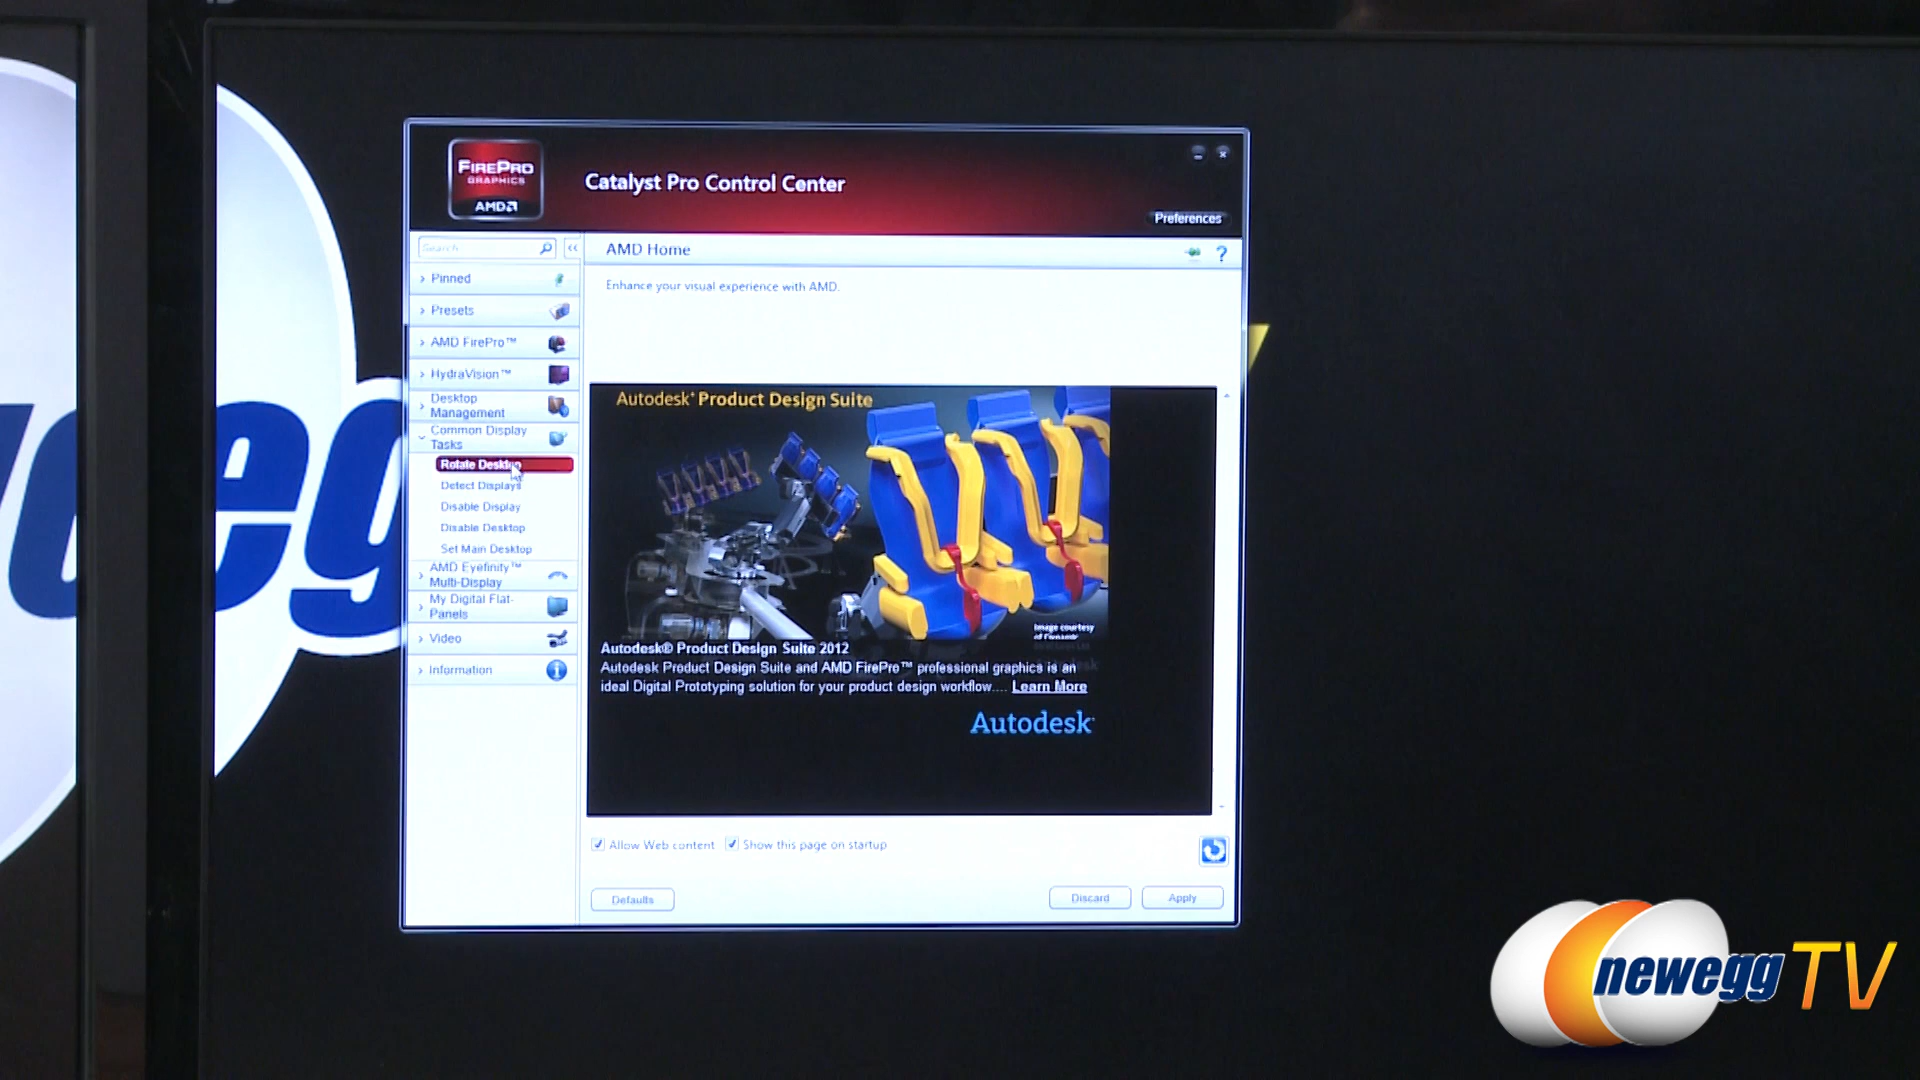 FIREPRO
GRAPHICS
AMD
Catalyst Pro Control Center
Preferences
Search
AMD Home
Pinned
Enhance your visual experience with AMD.
Presets
AMD FirePro™
HydraVision™
Desktop
Management
Common Display
Tasks
Rotate Desktop
Detect Displays
Disable Display
Disable Desktop
Set Main Desktop
AMD Eyefinity™
Multi-Display
My Digital Flat-
Panels
Video
Information
Autodesk® Product Design Suite
Image courtesy
Autodesk® Product Design Suite 2012
Autodesk Product Design Suite and AMD FirePro™ professional graphics is an
ideal Digital Prototyping solution for your product design workflow.... Learn More
Autodesk®
Allow Web content
Show this page on startup
Defaults
Discard
Apply
eg
newegg TV